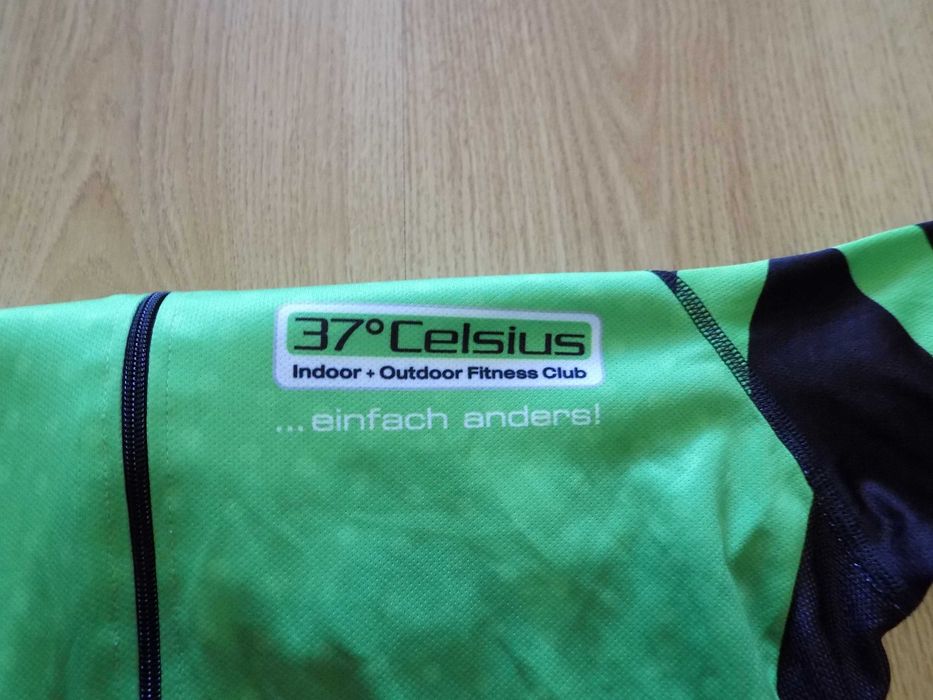 37°Celsius
Indoor + Outdoor Fitness Club
...einfach anders!